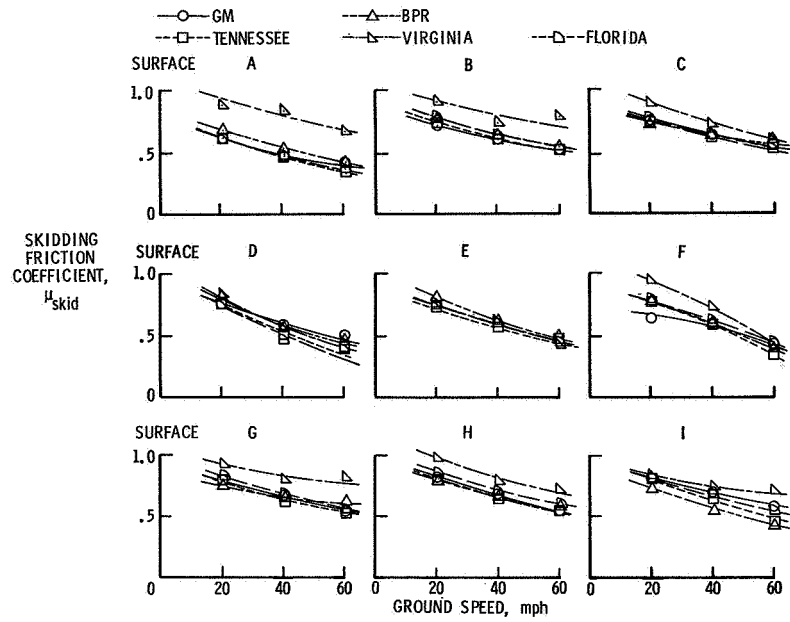 GM BPR
TENNESSEE VIRGINIA FLORIDA
SURFACE A B C
1.0
.5
0
SKIDDING
FRICTION
COEFFICIENT,
μskid
SURFACE D E F
1.0
.5
0
SURFACE G H I
1.0
.5
0 20 40 60 0 20 40 60 0 20 40 60
GROUND SPEED, mph